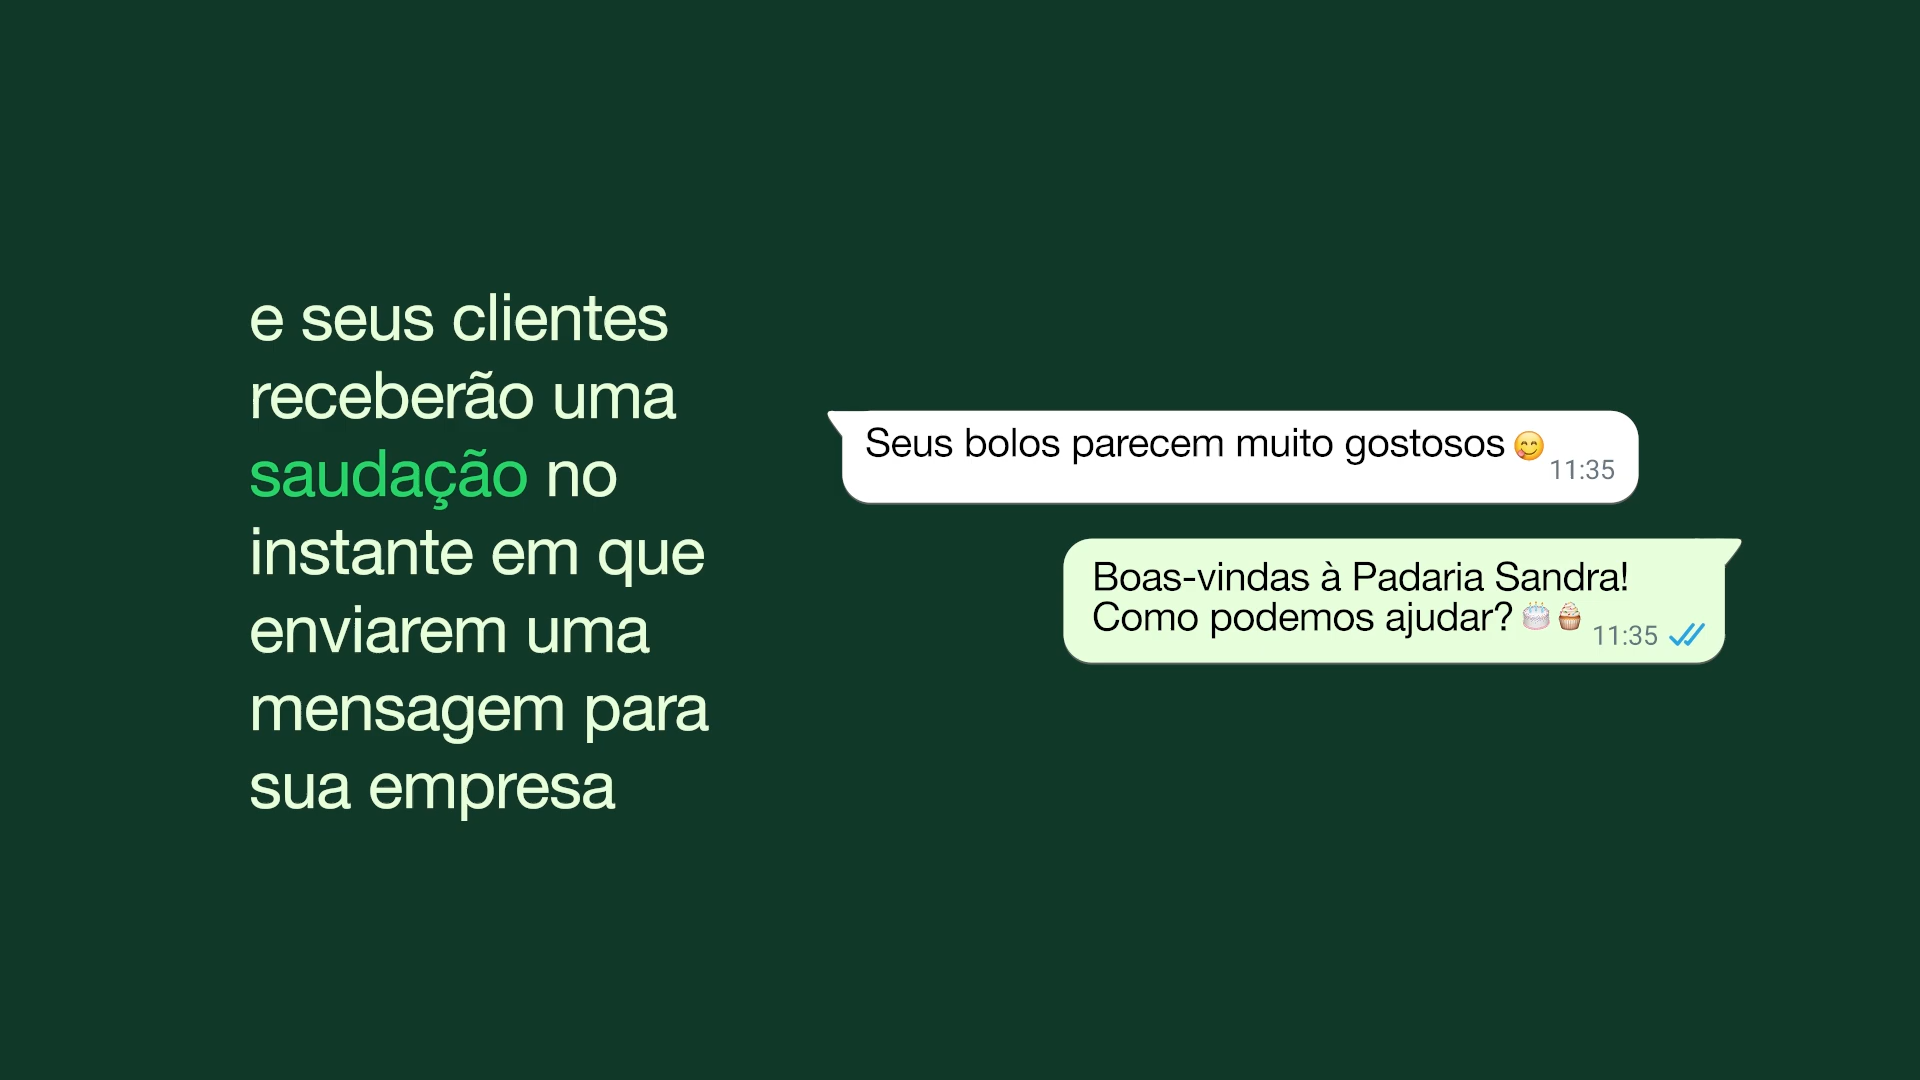 e seus clientes
receberão uma
saudação no
instante em que
enviarem uma
mensagem para
sua empresa
Seus bolos parecem muito gostosos 😋
11:35
Boas-vindas à Padaria Sandra!
Como podemos ajudar? 🎂🧁
11:35